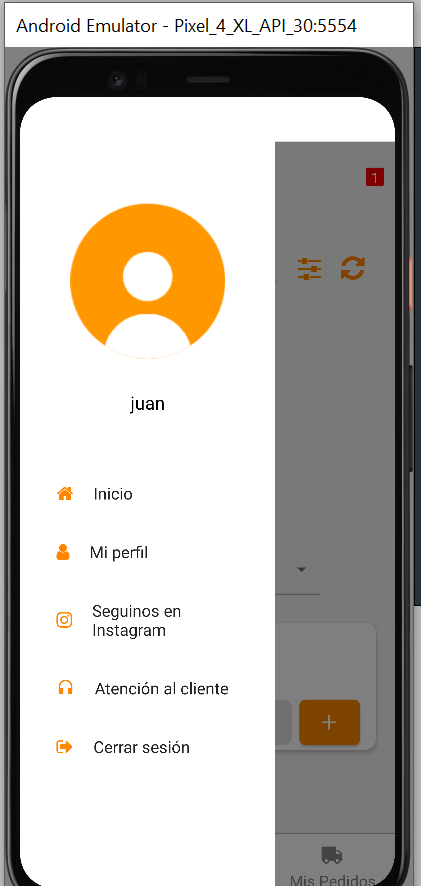 Android Emulator - Pixel_4_XL_API_30:5554
1
juan
Inicio
Mi perfil
Seguinos en
Instagram
Atención al cliente
Cerrar sesión
Mis Pedidos